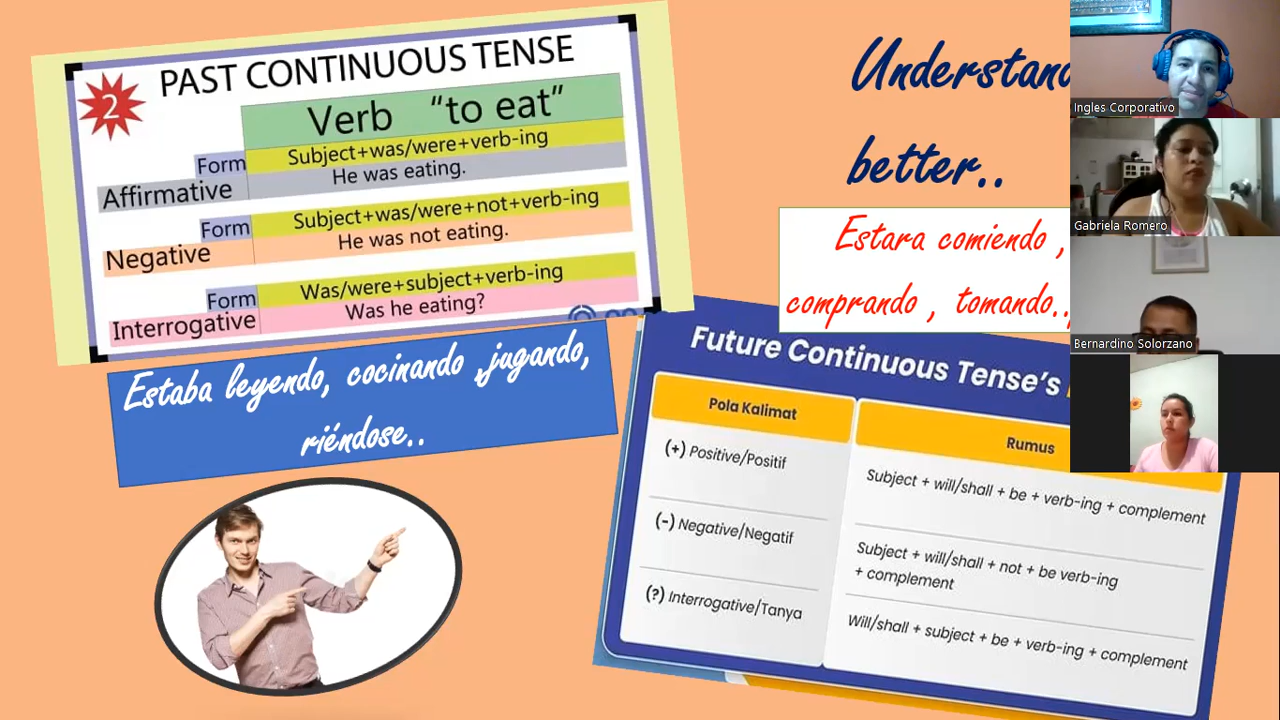 2
PAST CONTINUOUS TENSE
Verb "to eat"
Form
Subject+was/were+verb-ing
Affirmative
He was eating.
Form
Subject+was/were+not+verb-ing
Negative
He was not eating.
Form
Was/were+subject+verb-ing
Interrogative
Was he eating?
Estaba leyendo, cocinando ,jugando,
riéndose..
better..
Estara comiendo ,
comprando , tomando..
Future Continuous Tense's
Pola Kalimat
Rumus
(+) Positive/Positif
Subject + will/shall + be + verb-ing + complement
(-) Negative/Negatif
Subject + will/shall + not + be verb-ing
+ complement
(?) Interrogative/Tanya
Will/shall + subject + be + verb-ing + complement
Ingles Corporativo
Gabriela Romero
Bernardino Solorzano